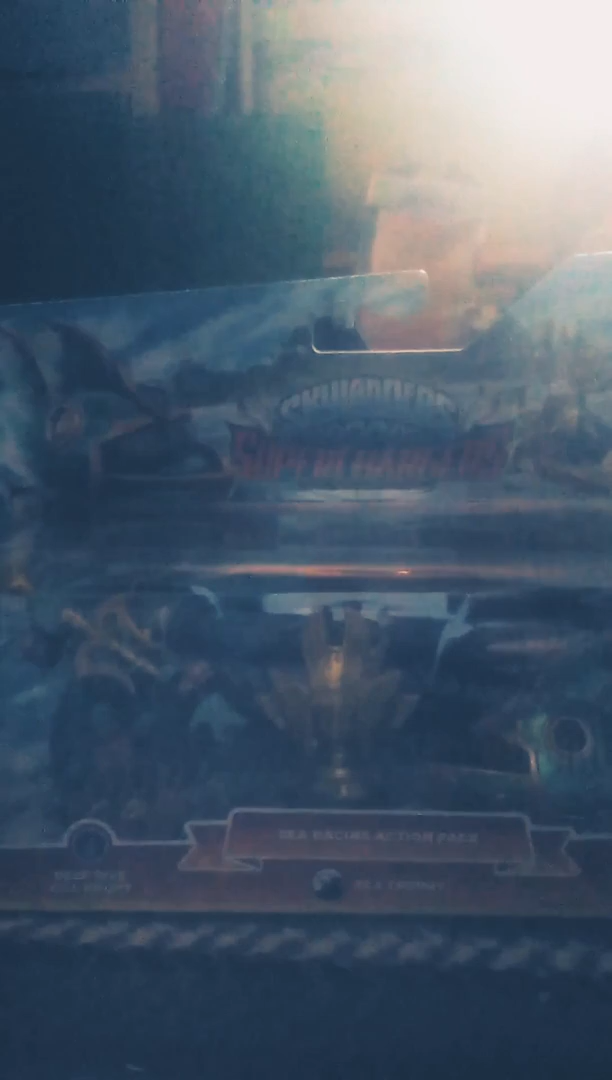 SKYLANDERS
SUPERCHARGERS
SEA RACING ACTION PACK
DEEP DIVE
GILL GRUNT
SEA TROPHY